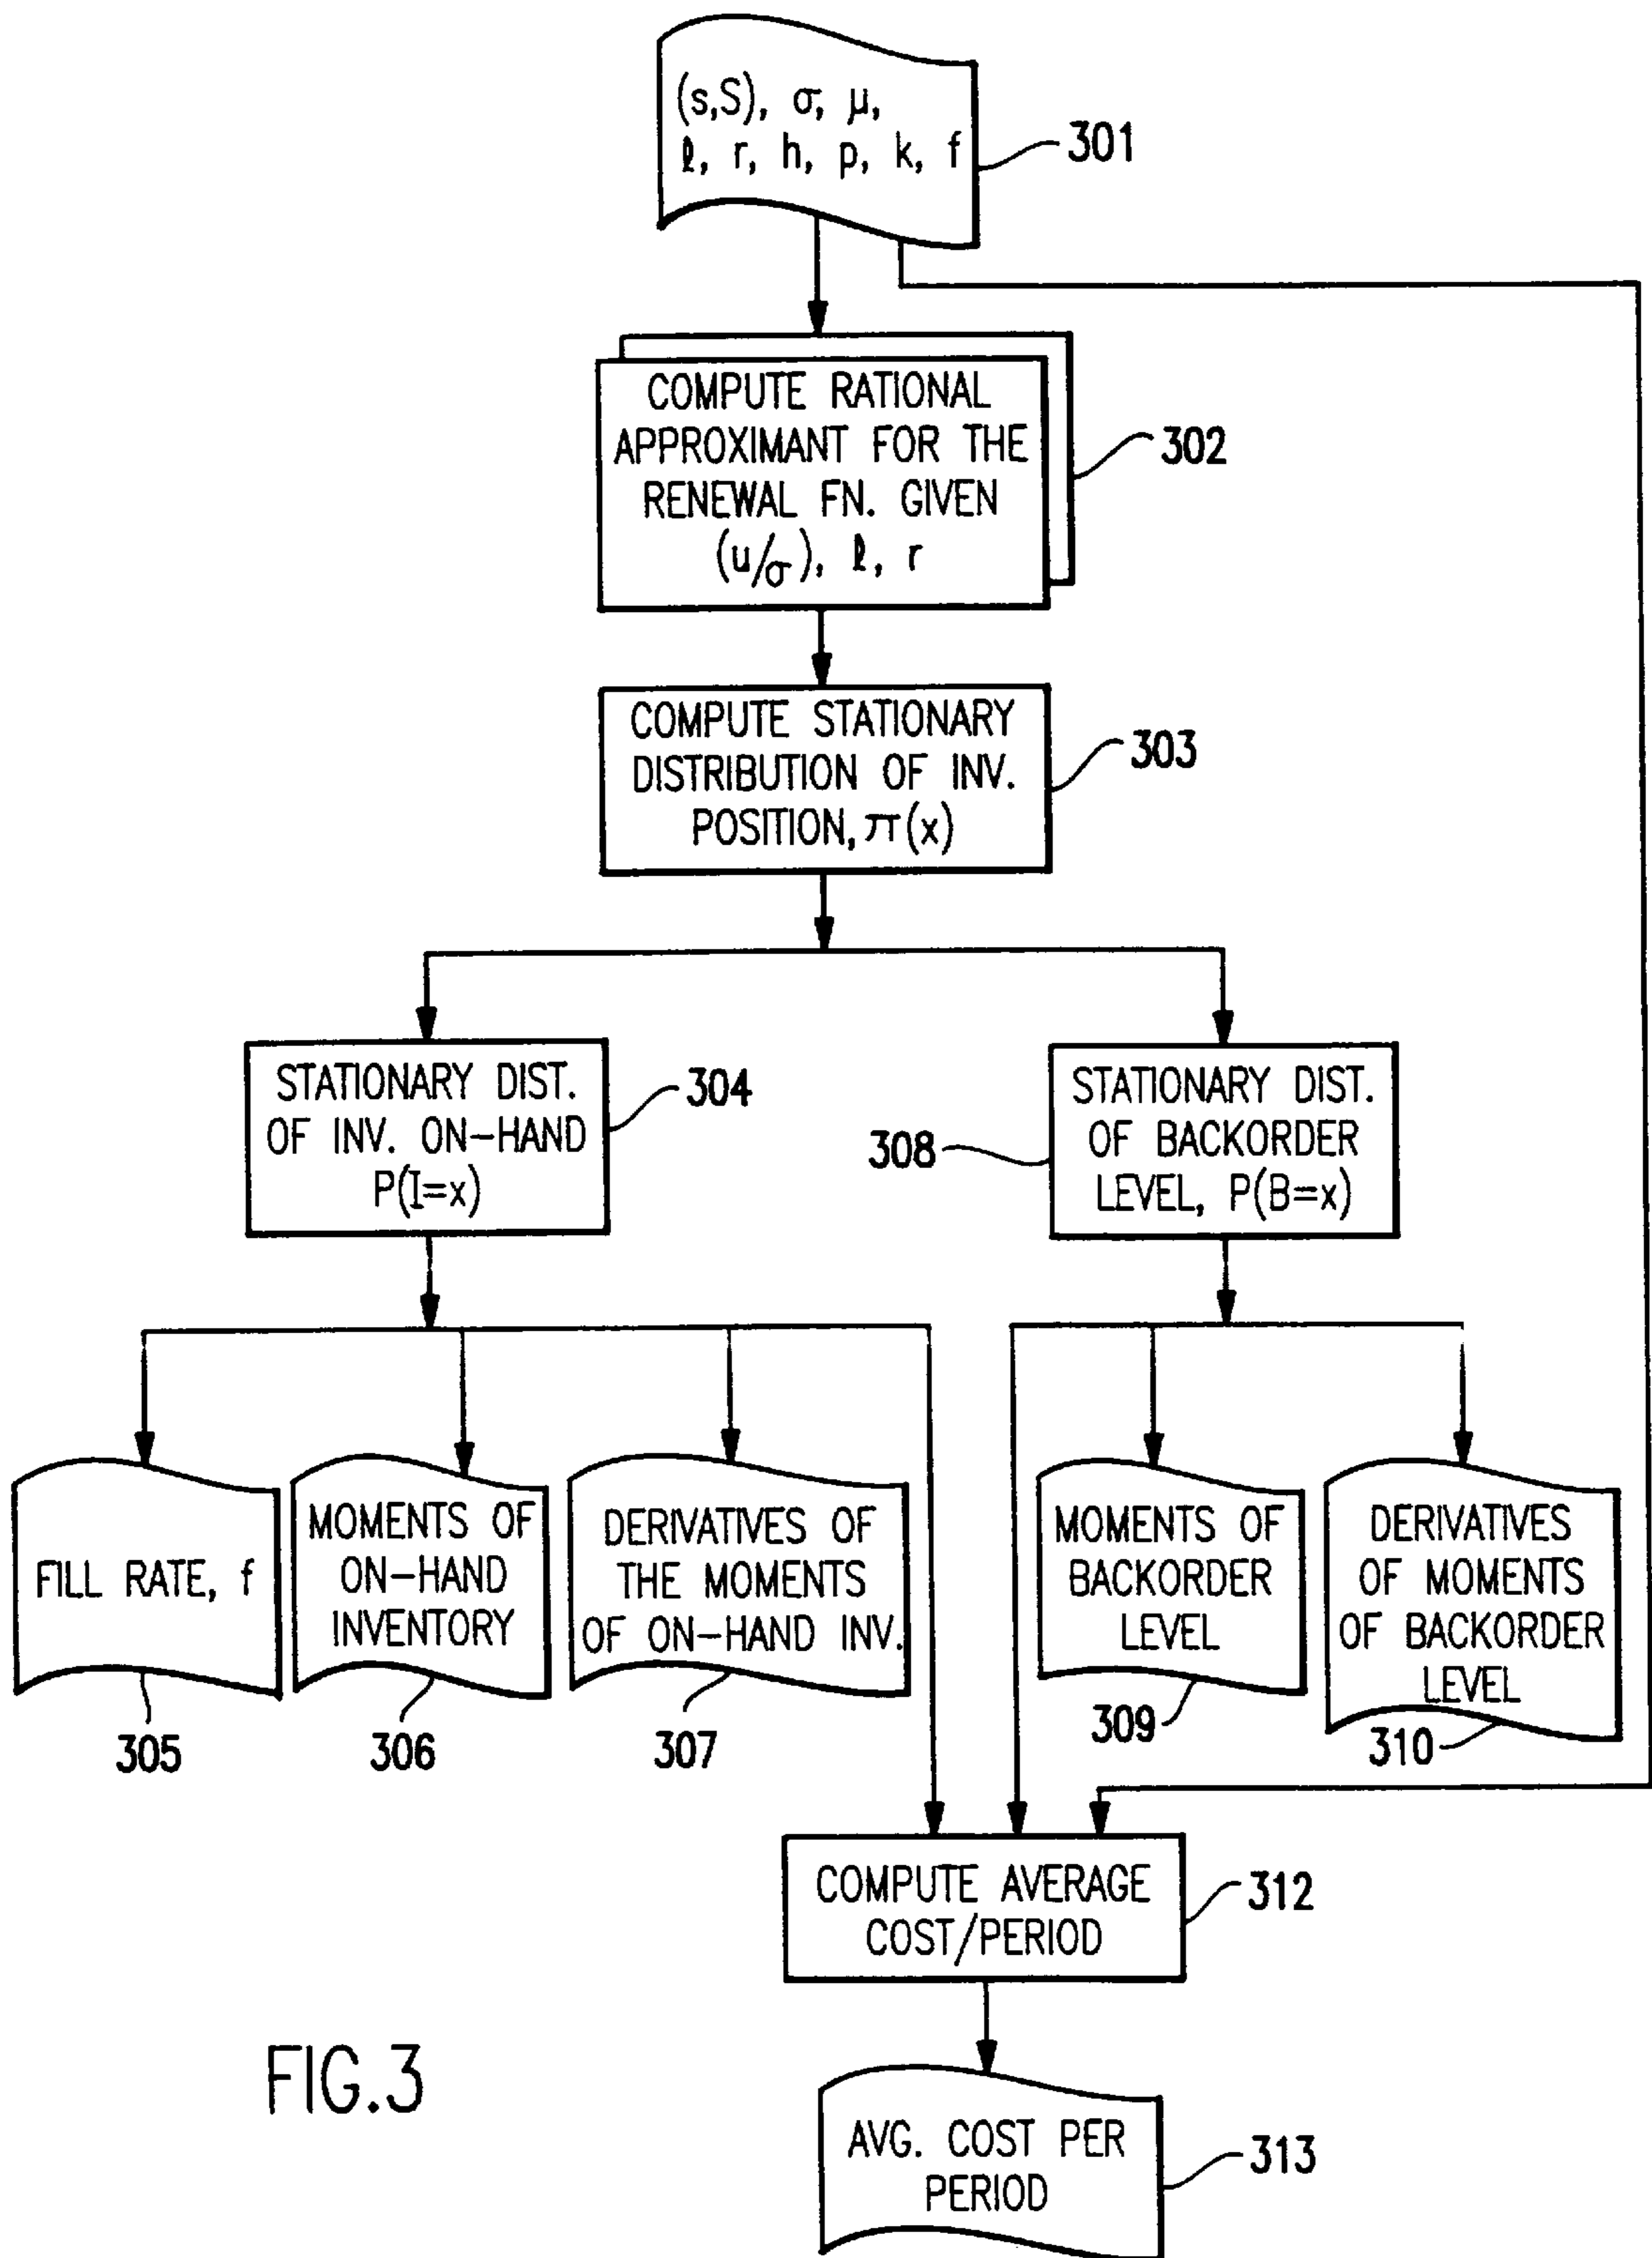 (s,S), σ, μ,
ℓ, r, h, p, k, f
301
COMPUTE RATIONAL
APPROXIMANT FOR THE
RENEWAL FN. GIVEN
(u/σ), ℓ, r
302
COMPUTE STATIONARY
DISTRIBUTION OF INV.
POSITION, π(x)
303
STATIONARY DIST.
OF INV. ON-HAND
P(I=x)
304
STATIONARY DIST.
OF BACKORDER
LEVEL, P(B=x)
308
FILL RATE, f
305
MOMENTS OF
ON-HAND
INVENTORY
306
DERIVATIVES OF
THE MOMENTS
OF ON-HAND INV.
307
MOMENTS OF
BACKORDER
LEVEL
309
DERIVATIVES
OF MOMENTS
OF BACKORDER
LEVEL
310
COMPUTE AVERAGE
COST/PERIOD
312
AVG. COST PER
PERIOD
313
FIG.3